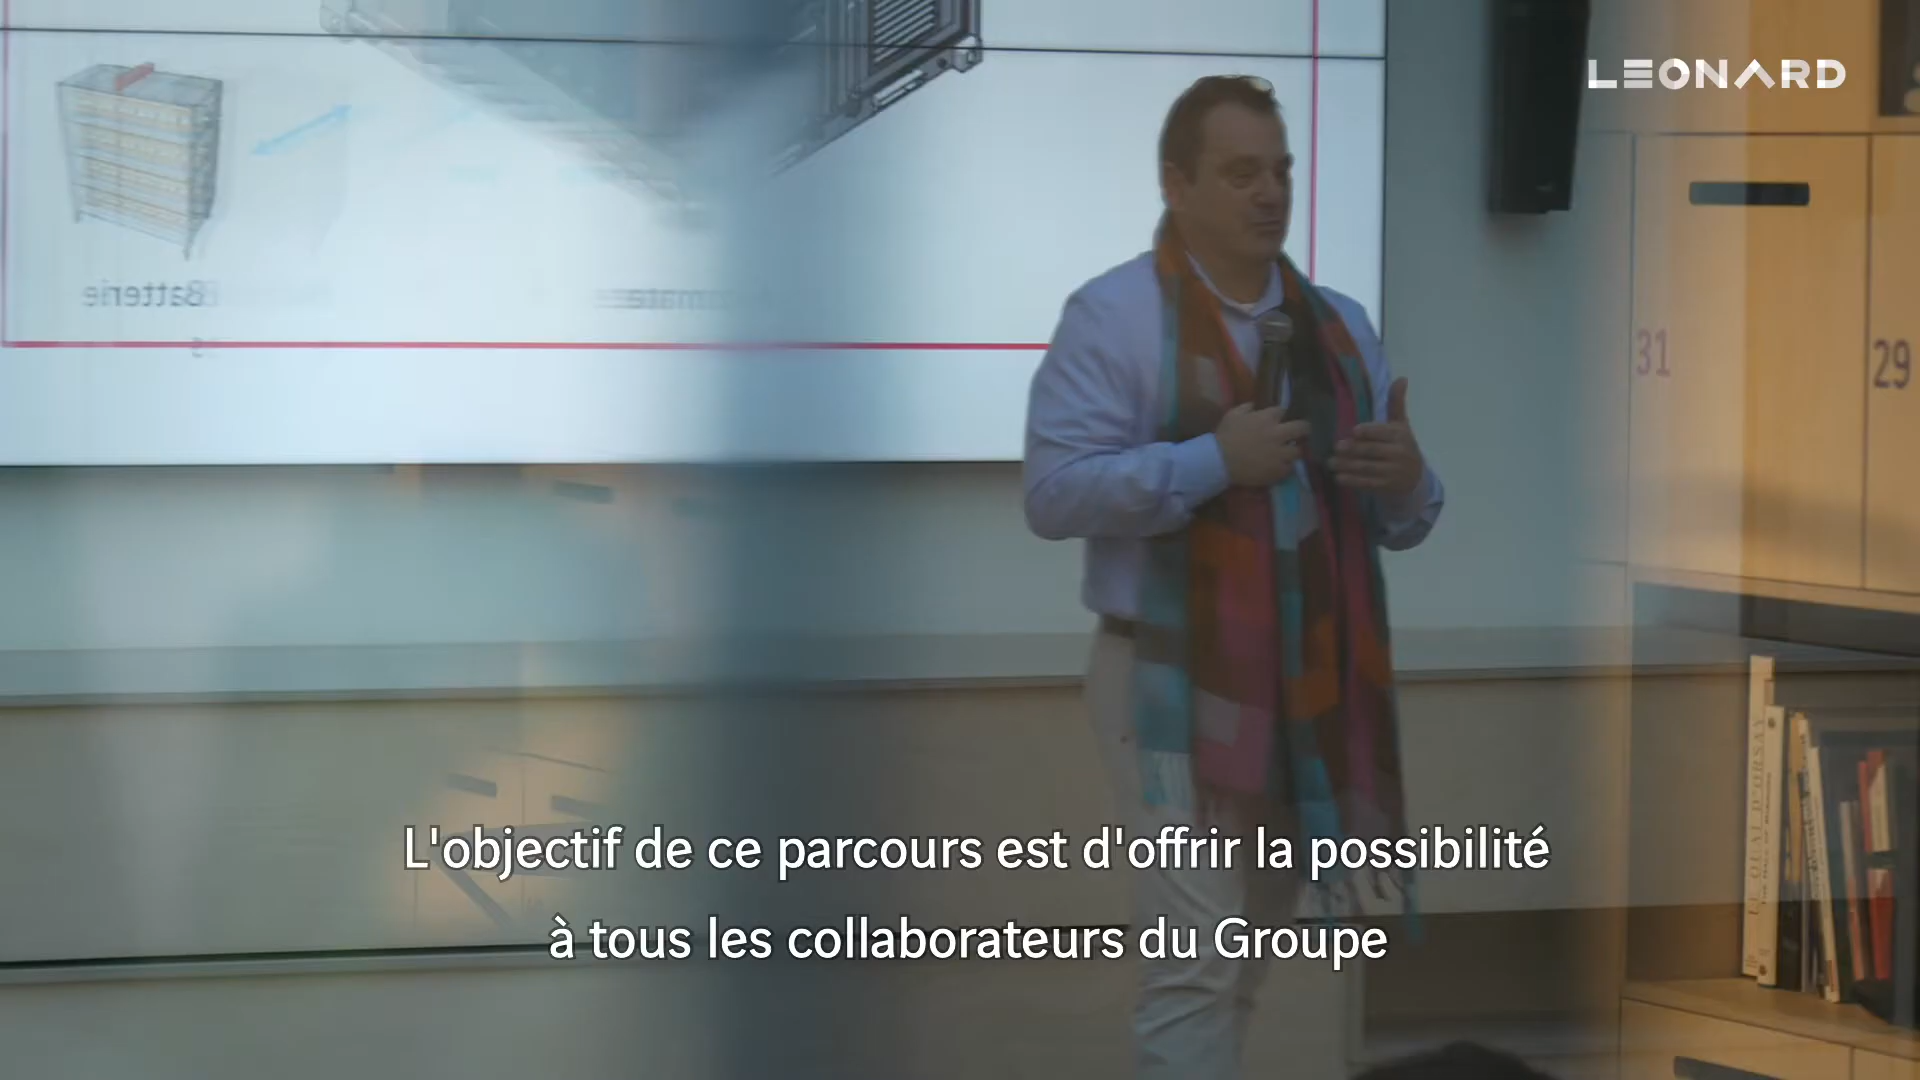 LEONARD
Batterie
31
29
L'objectif de ce parcours est d'offrir la possibilité
à tous les collaborateurs du Groupe